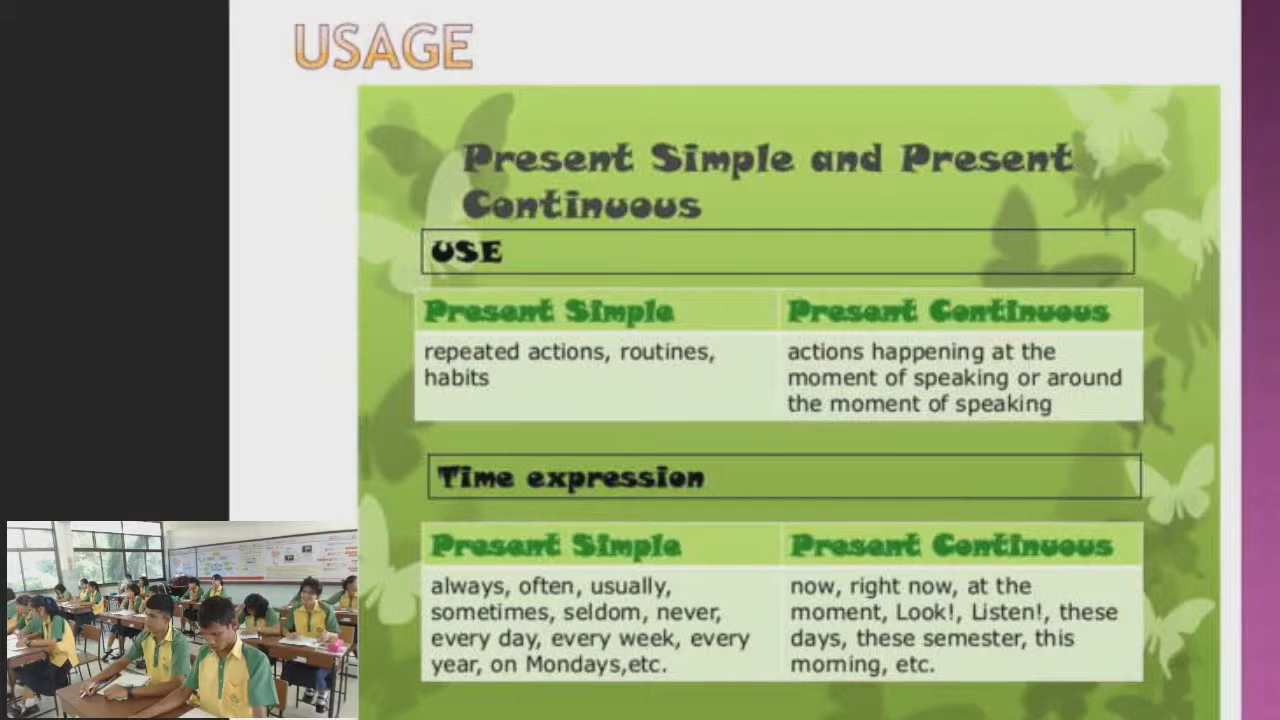 USAGE
Present Simple and Present
Continuous
USE
Present Simple
Present Continuous
repeated actions, routines,
habits
actions happening at the
moment of speaking or around
the moment of speaking
Time expression
Present Simple
Present Continuous
always, often, usually,
sometimes, seldom, never,
every day, every week, every
year, on Mondays,etc.
now, right now, at the
moment, Look!, Listen!, these
days, these semester, this
morning, etc.